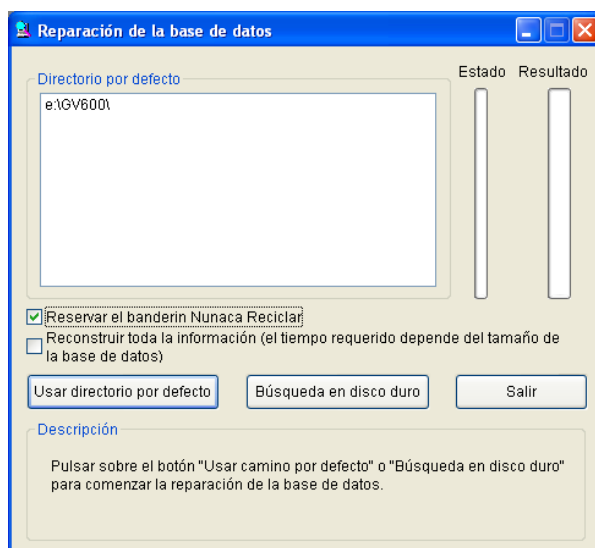 Reparación de la base de datos
Directorio por defecto
Estado Resultado
e:\GV600\
Reservar el banderin Nunaca Reciclar
Reconstruir toda la información (el tiempo requerido depende del tamaño de
la base de datos)
Usar directorio por defecto
Búsqueda en disco duro
Salir
Descripción
Pulsar sobre el botón "Usar camino por defecto" o "Búsqueda en disco duro"
para comenzar la reparación de la base de datos.